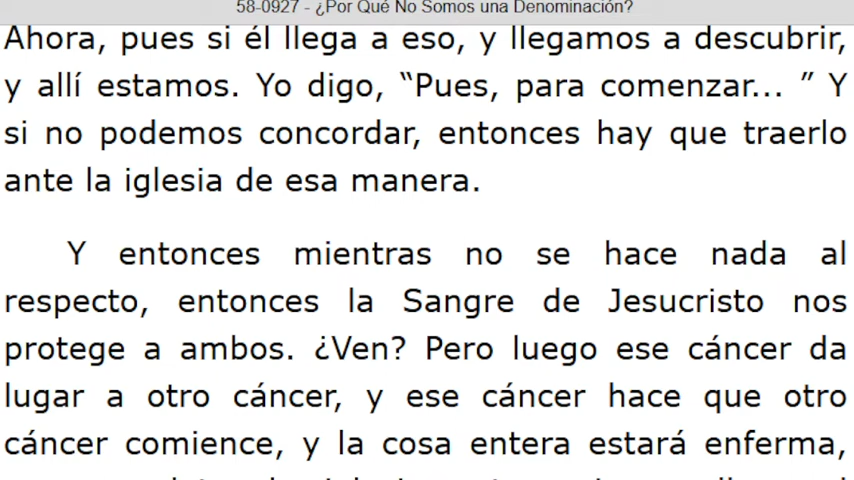 58-0927 - ¿Por Qué No Somos una Denominación?
Ahora, pues si él llega a eso, y llegamos a descubrir,
y allí estamos. Yo digo, “Pues, para comenzar... ” Y
si no podemos concordar, entonces hay que traerlo
ante la iglesia de esa manera.
Y entonces mientras no se hace nada al
respecto, entonces la Sangre de Jesucristo nos
protege a ambos. ¿Ven? Pero luego ese cáncer da
lugar a otro cáncer, y ese cáncer hace que otro
cáncer comience, y la cosa entera estará enferma,